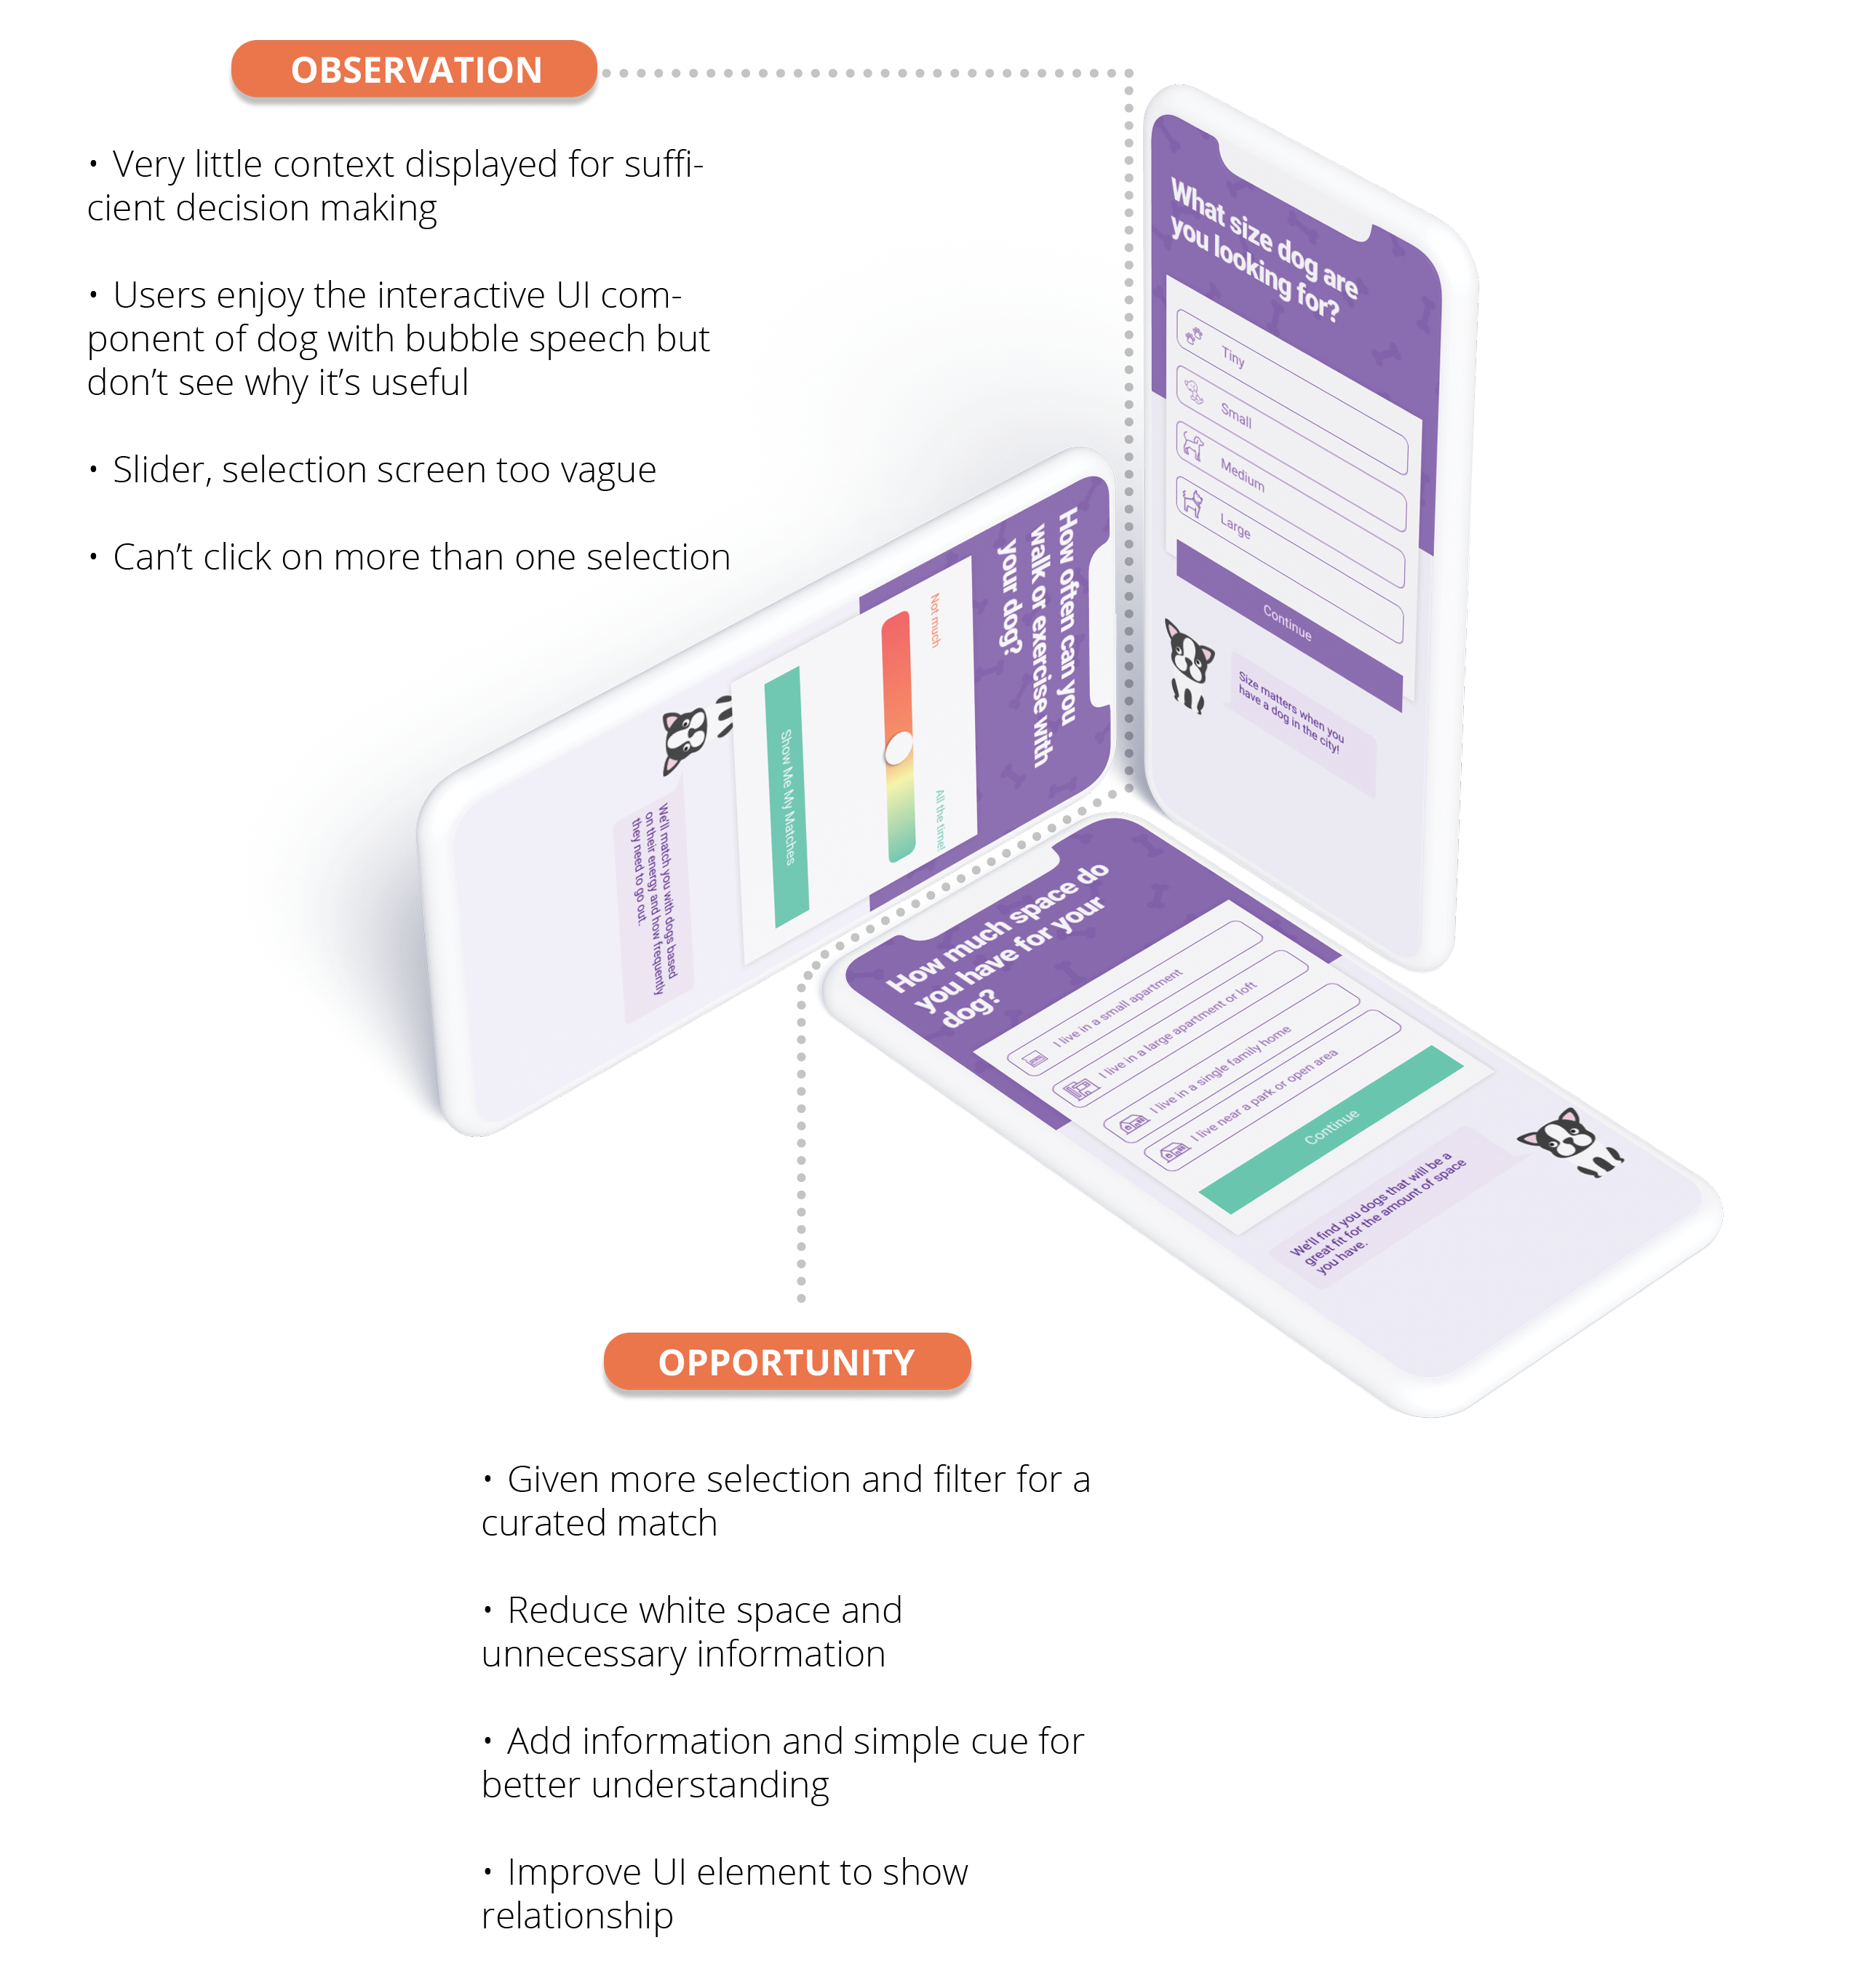 OBSERVATION
• Very little context displayed for suffi-
cient decision making
• Users enjoy the interactive UI com-
ponent of dog with bubble speech but
don’t see why it’s useful
• Slider, selection screen too vague
• Can’t click on more than one selection
What size dog are
you looking for?
Tiny
Small
Medium
Large
Continue
Size matters when you
have a dog in the city!
How often can you
walk or exercise with
your dog?
Not much
All the time!
Show Me My Matches
We'll match you with dogs based
on their energy and how frequently
they need to go out.
How much space do
you have for your
dog?
I live in a small apartment
I live in a large apartment or loft
I live in a single family home
I live near a park or open area
Continue
We'll find you dogs that will be a
great fit for the amount of space
you have.
OPPORTUNITY
• Given more selection and filter for a
curated match
• Reduce white space and
unnecessary information
• Add information and simple cue for
better understanding
• Improve UI element to show
relationship